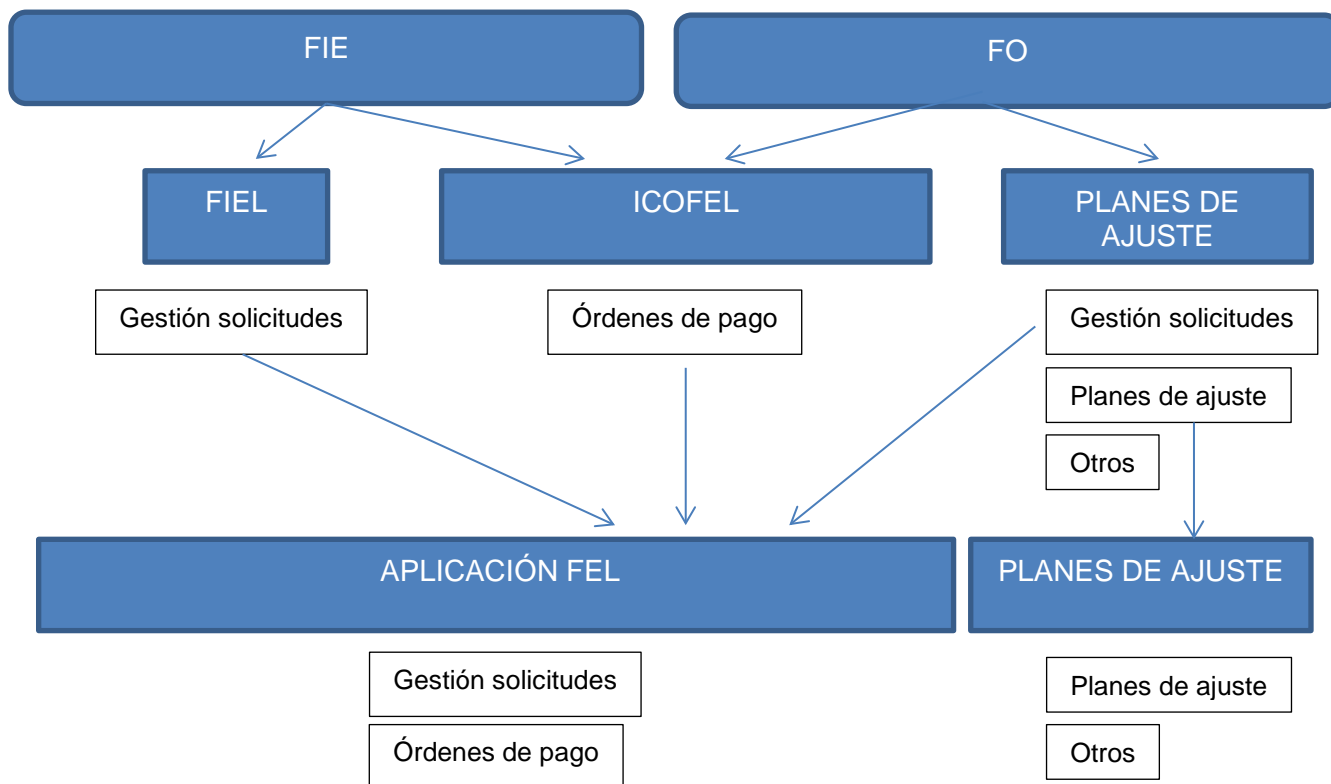 FIE
FO
FIEL
ICOFEL
PLANES DE
AJUSTE
Gestión solicitudes
Órdenes de pago
Gestión solicitudes
Planes de ajuste
Otros
APLICACIÓN FEL
PLANES DE AJUSTE
Gestión solicitudes
Planes de ajuste
Órdenes de pago
Otros